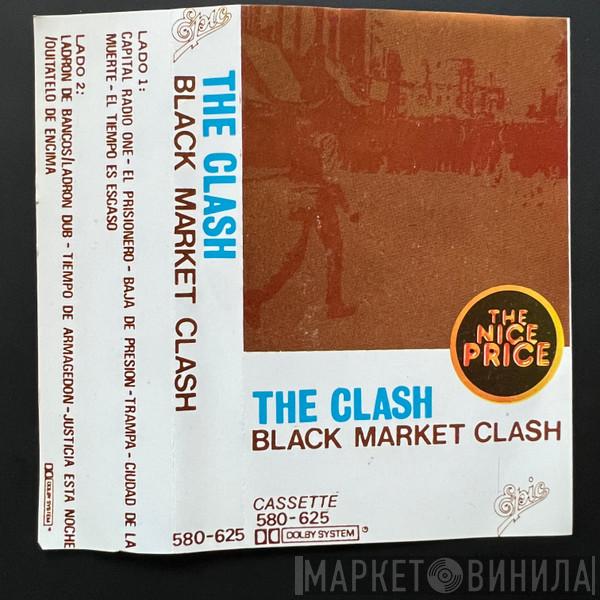 LADO 1:
CAPITAL RADIO ONE - EL PRISIONERO - BAJA DE PRESION - TRAMPA - CIUDAD DE LA
MUERTE - EL TIEMPO ES ESCASO
LADO 2:
LADRON DE BANCOS/LADRON DUB - TIEMPO DE ARMAGEDON - JUSTICIA ESTA NOCHE
/QUITATELO DE ENCIMA
DOLBY SYSTEM ®
Epic
THE CLASH
BLACK MARKET CLASH
580-625
THE
NICE
PRICE
THE CLASH
BLACK MARKET CLASH
Epic
CASSETTE
580-625
DOLBY SYSTEM ®
МАРКЕТ ВИНИЛА